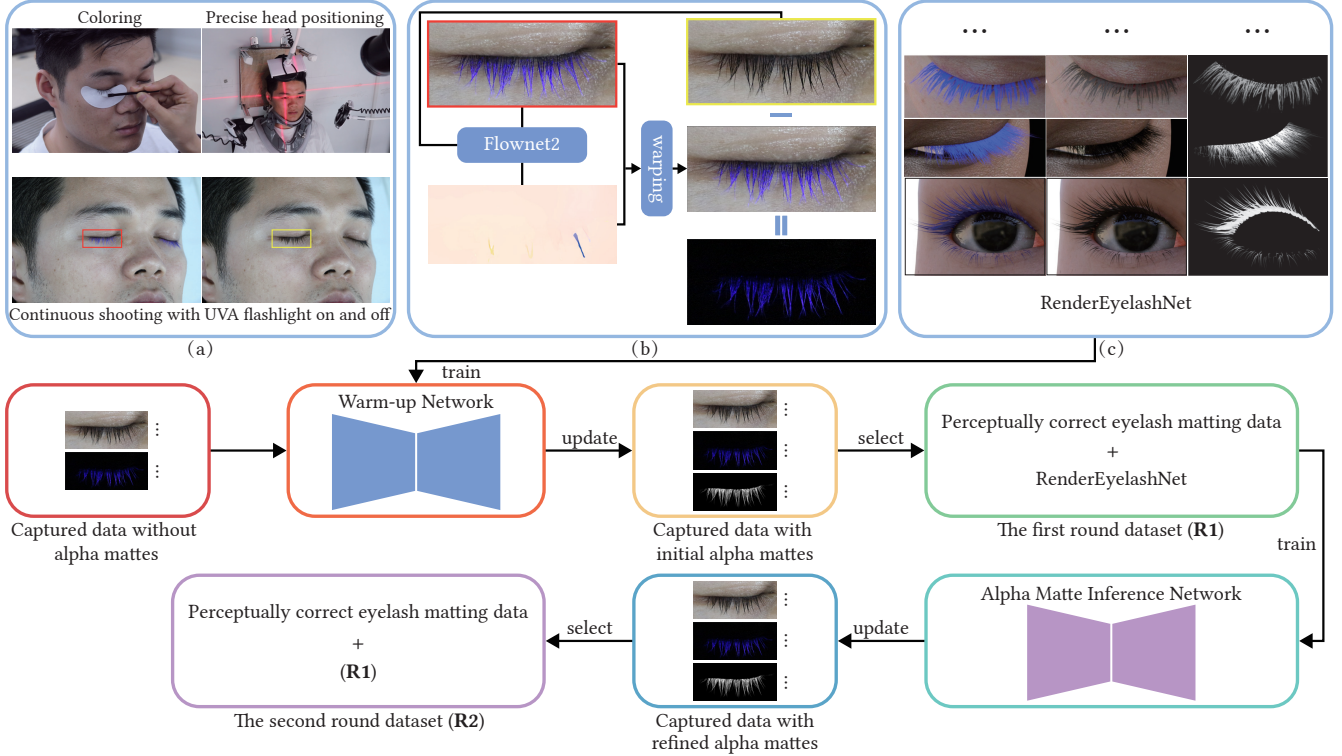 Coloring
Precise head positioning
Continuous shooting with UVA flashlight on and off
(a)
Flownet2
warping
(b)
... ... ...
RenderEyelashNet
(c)
train
Warm-up Network
update
select
Perceptually correct eyelash matting data
+
RenderEyelashNet
Captured data without
alpha mattes
Captured data with
initial alpha mattes
The first round dataset (R1)
train
Perceptually correct eyelash matting data
+
(R1)
select
update
Alpha Matte Inference Network
The second round dataset (R2)
Captured data with
refined alpha mattes